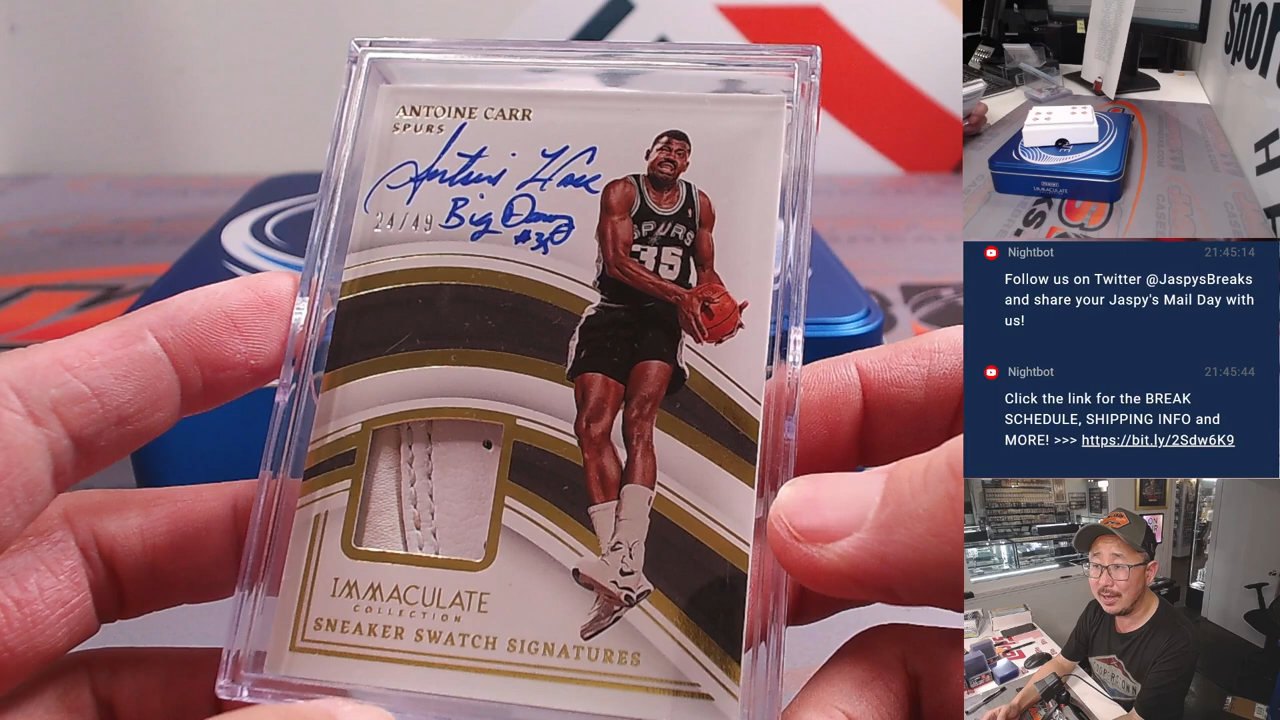 ANTOINE CARR
SPURS
Antoine Carr
24/49
Big Dawg
#35
SPURS
35
IMMACULATE
COLLECTION
SNEAKER SWATCH SIGNATURES
Spor
IMMACULATE
Nightbot 21:45:14
Follow us on Twitter @JaspysBreaks
and share your Jaspy's Mail Day with
us!
Nightbot 21:45:44
Click the link for the BREAK
SCHEDULE, SHIPPING INFO and
MORE! >>> https://bit.ly/2Sdw6K9